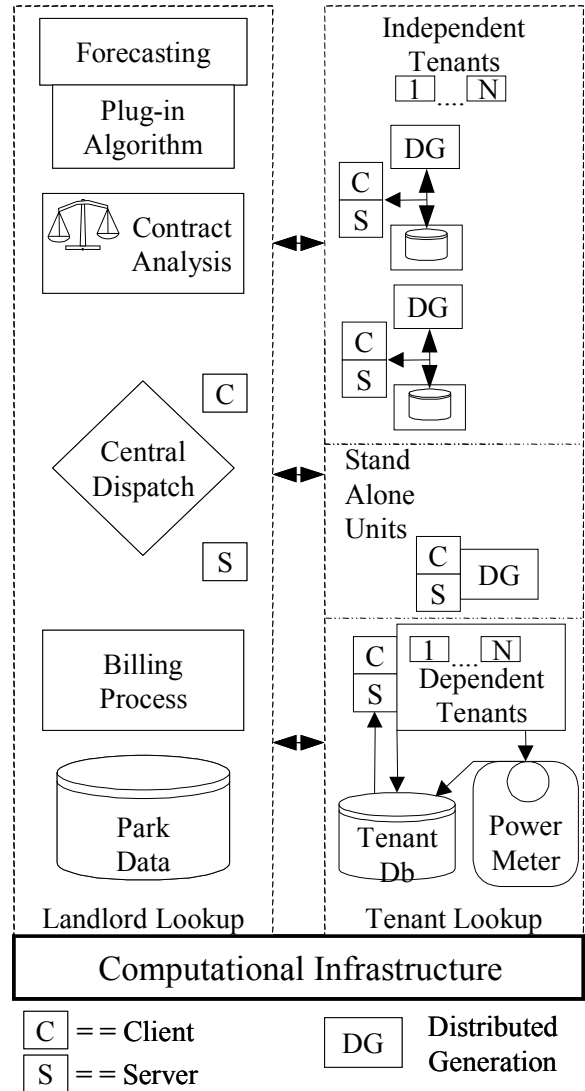 Forecasting
Plug-in
Algorithm
Contract
Analysis
C
Central
Dispatch
S
Billing
Process
Park
Data
Landlord Lookup
Independent
Tenants
1 .... N
DG
C
S
DG
C
S
Stand
Alone
Units
C
S
DG
C
S
1 .... N
Dependent
Tenants
Tenant
Db
Power
Meter
Tenant Lookup
Computational Infrastructure
C = = Client
S = = Server
DG
Distributed
Generation